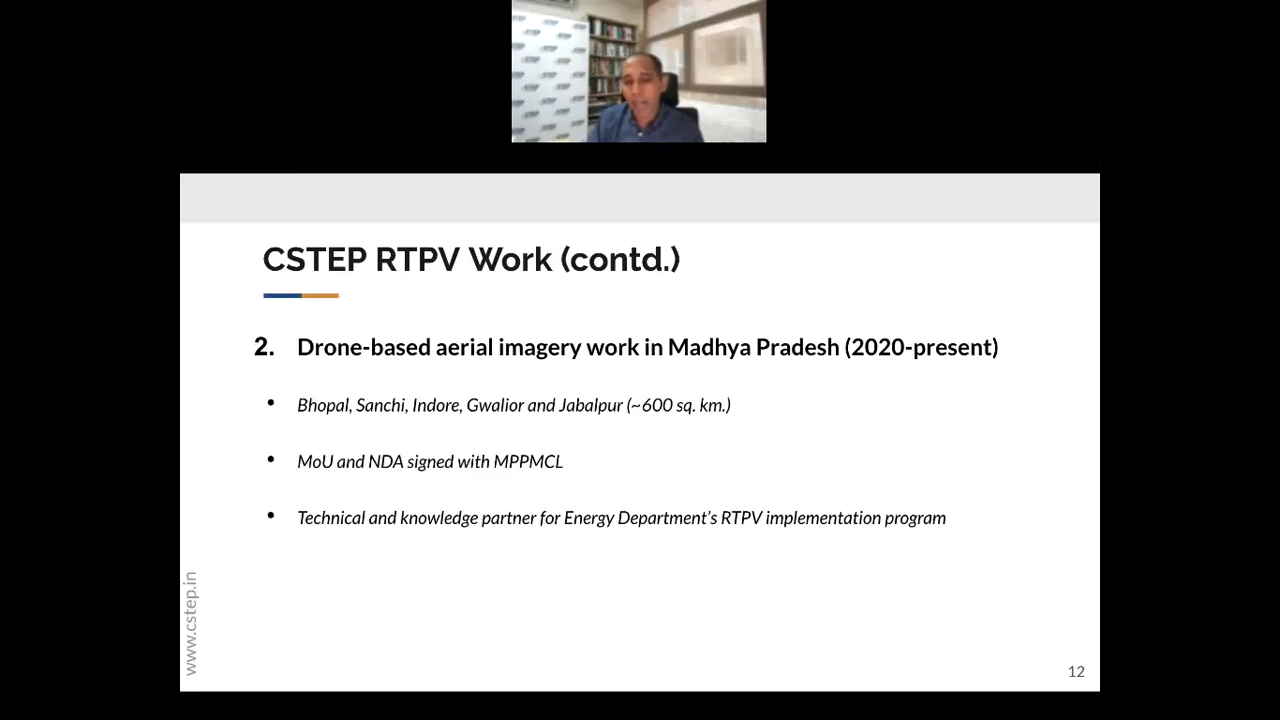 CSTEP RTPV Work (contd.)
2. Drone-based aerial imagery work in Madhya Pradesh (2020-present)
• Bhopal, Sanchi, Indore, Gwalior and Jabalpur (~600 sq. km.)
• MoU and NDA signed with MPPMCL
• Technical and knowledge partner for Energy Department’s RTPV implementation program
www.cstep.in
12